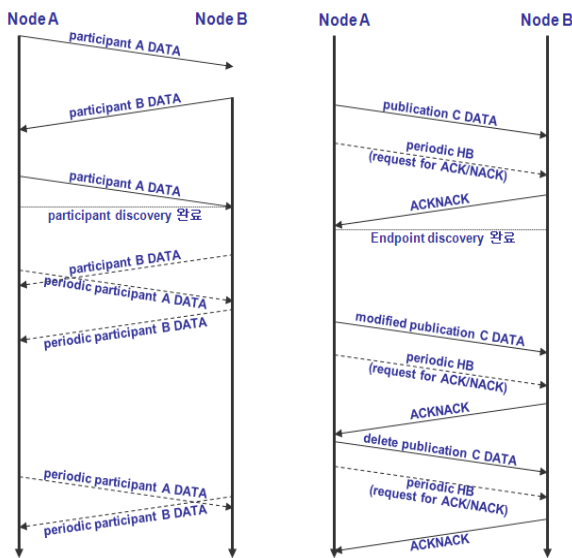 Node A
Node B
participant A DATA
participant B DATA
participant A DATA
participant discovery 완료
participant B DATA
periodic participant A DATA
periodic participant B DATA
periodic participant A DATA
periodic participant B DATA
Node A
Node B
publication C DATA
periodic HB
(request for ACK/NACK)
ACKNACK
Endpoint discovery 완료
modified publication C DATA
periodic HB
(request for ACK/NACK)
ACKNACK
delete publication C DATA
periodic HB
(request for ACK/NACK)
ACKNACK